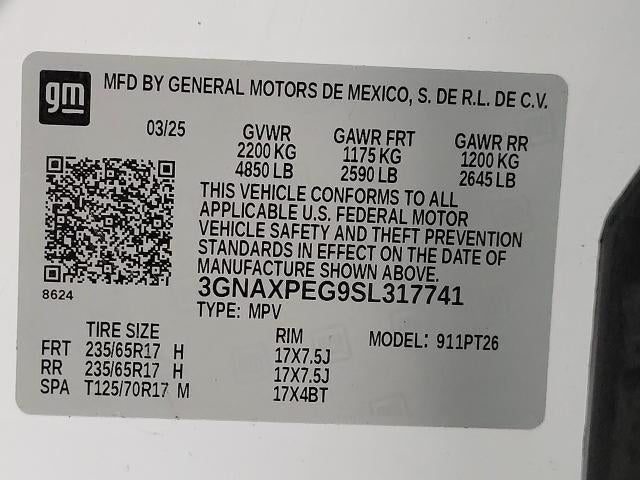 gm
MFD BY GENERAL MOTORS DE MEXICO, S. DE R.L. DE C.V.
03/25 GVWR GAWR FRT GAWR RR
2200 KG 1175 KG 1200 KG
4850 LB 2590 LB 2645 LB
THIS VEHICLE CONFORMS TO ALL
APPLICABLE U.S. FEDERAL MOTOR
VEHICLE SAFETY AND THEFT PREVENTION
STANDARDS IN EFFECT ON THE DATE OF
MANUFACTURE SHOWN ABOVE.
8624
3GNAXPEG9SL317741
TYPE: MPV
TIRE SIZE RIM MODEL: 911PT26
FRT 235/65R17 H 17X7.5J
RR 235/65R17 H 17X7.5J
SPA T125/70R17 M 17X4BT